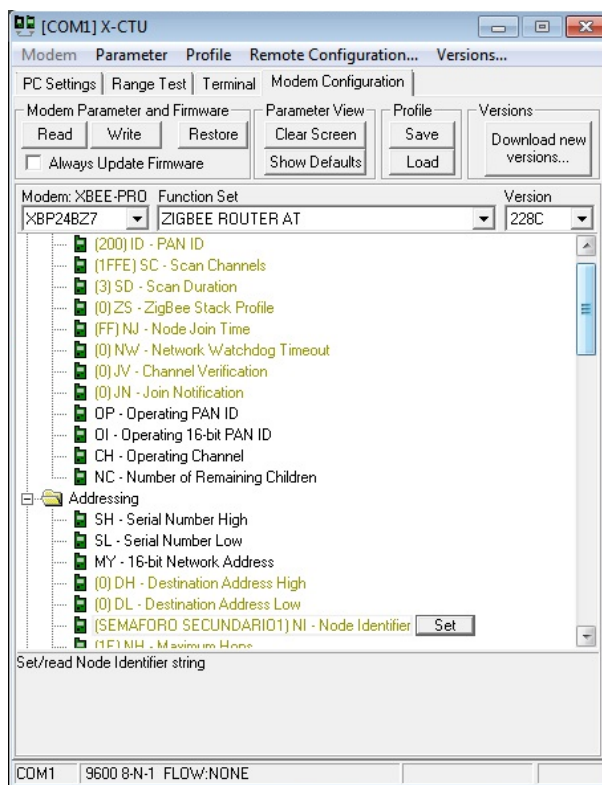 [COM1] X-CTU
Modem Parameter Profile Remote Configuration... Versions...
PC Settings Range Test Terminal Modem Configuration
Modem Parameter and Firmware Parameter View Profile Versions
Read Write Restore Clear Screen Save Download new versions...
Always Update Firmware Show Defaults Load
Modem: XBEE-PRO Function Set Version
XBP24BZ7 ZIGBEE ROUTER AT 228C
(200) ID - PAN ID
(1FFE) SC - Scan Channels
(3) SD - Scan Duration
(0) ZS - ZigBee Stack Profile
(FF) NJ - Node Join Time
(0) NW - Network Watchdog Timeout
(0) JV - Channel Verification
(0) JN - Join Notification
OP - Operating PAN ID
OI - Operating 16-bit PAN ID
CH - Operating Channel
NC - Number of Remaining Children
Addressing
SH - Serial Number High
SL - Serial Number Low
MY - 16-bit Network Address
(0) DH - Destination Address High
(0) DL - Destination Address Low
(SEMAFORO SECUNDARIO1) NI - Node Identifier Set
(1E) NH - Maximum Hops
Set/read Node Identifier string
COM1 9600 8-N-1 FLOW:NONE